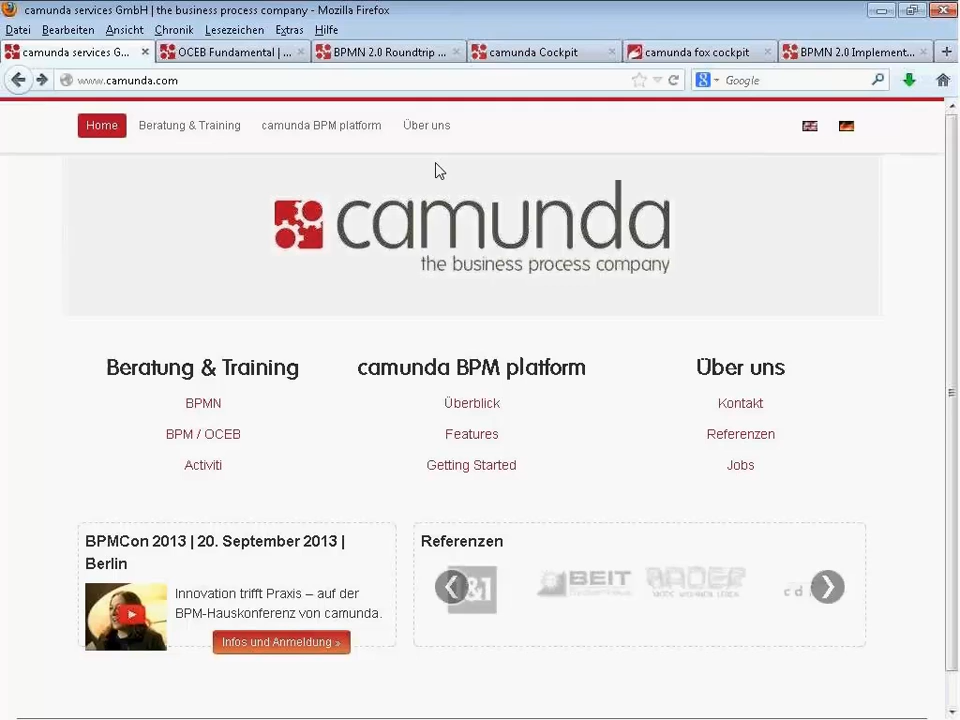 camunda services GmbH | the business process company - Mozilla Firefox
Datei Bearbeiten Ansicht Chronik Lesezeichen Extras Hilfe
camunda services G... OCEB Fundamental | ... BPMN 2.0 Roundtrip ... camunda Cockpit camunda fox cockpit BPMN 2.0 Implement...
www.camunda.com Google
Home Beratung & Training camunda BPM platform Über uns
camunda
the business process company
Beratung & Training camunda BPM platform Über uns
BPMN Überblick Kontakt
BPM / OCEB Features Referenzen
Activiti Getting Started Jobs
BPMCon 2013 | 20. September 2013 |
Berlin
Innovation trifft Praxis – auf der
BPM-Hauskonferenz von camunda.
Infos und Anmeldung »
Referenzen
BEIT